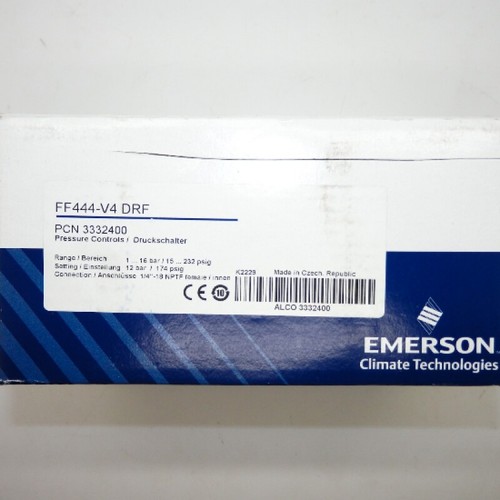 FF444-V4 DRF
PCN 3332400
Pressure Controls / Druckschalter
Range / Bereich 1 ... 16 bar / 15 ... 232 psig
Setting / Einstellung 12 bar / 174 psig
Connection / Anschlüsse 1/4"-18 NPTF female / innen
K2229 Made in Czech. Republic
CE 10
ALCO 3332400
EMERSON
Climate Technologies